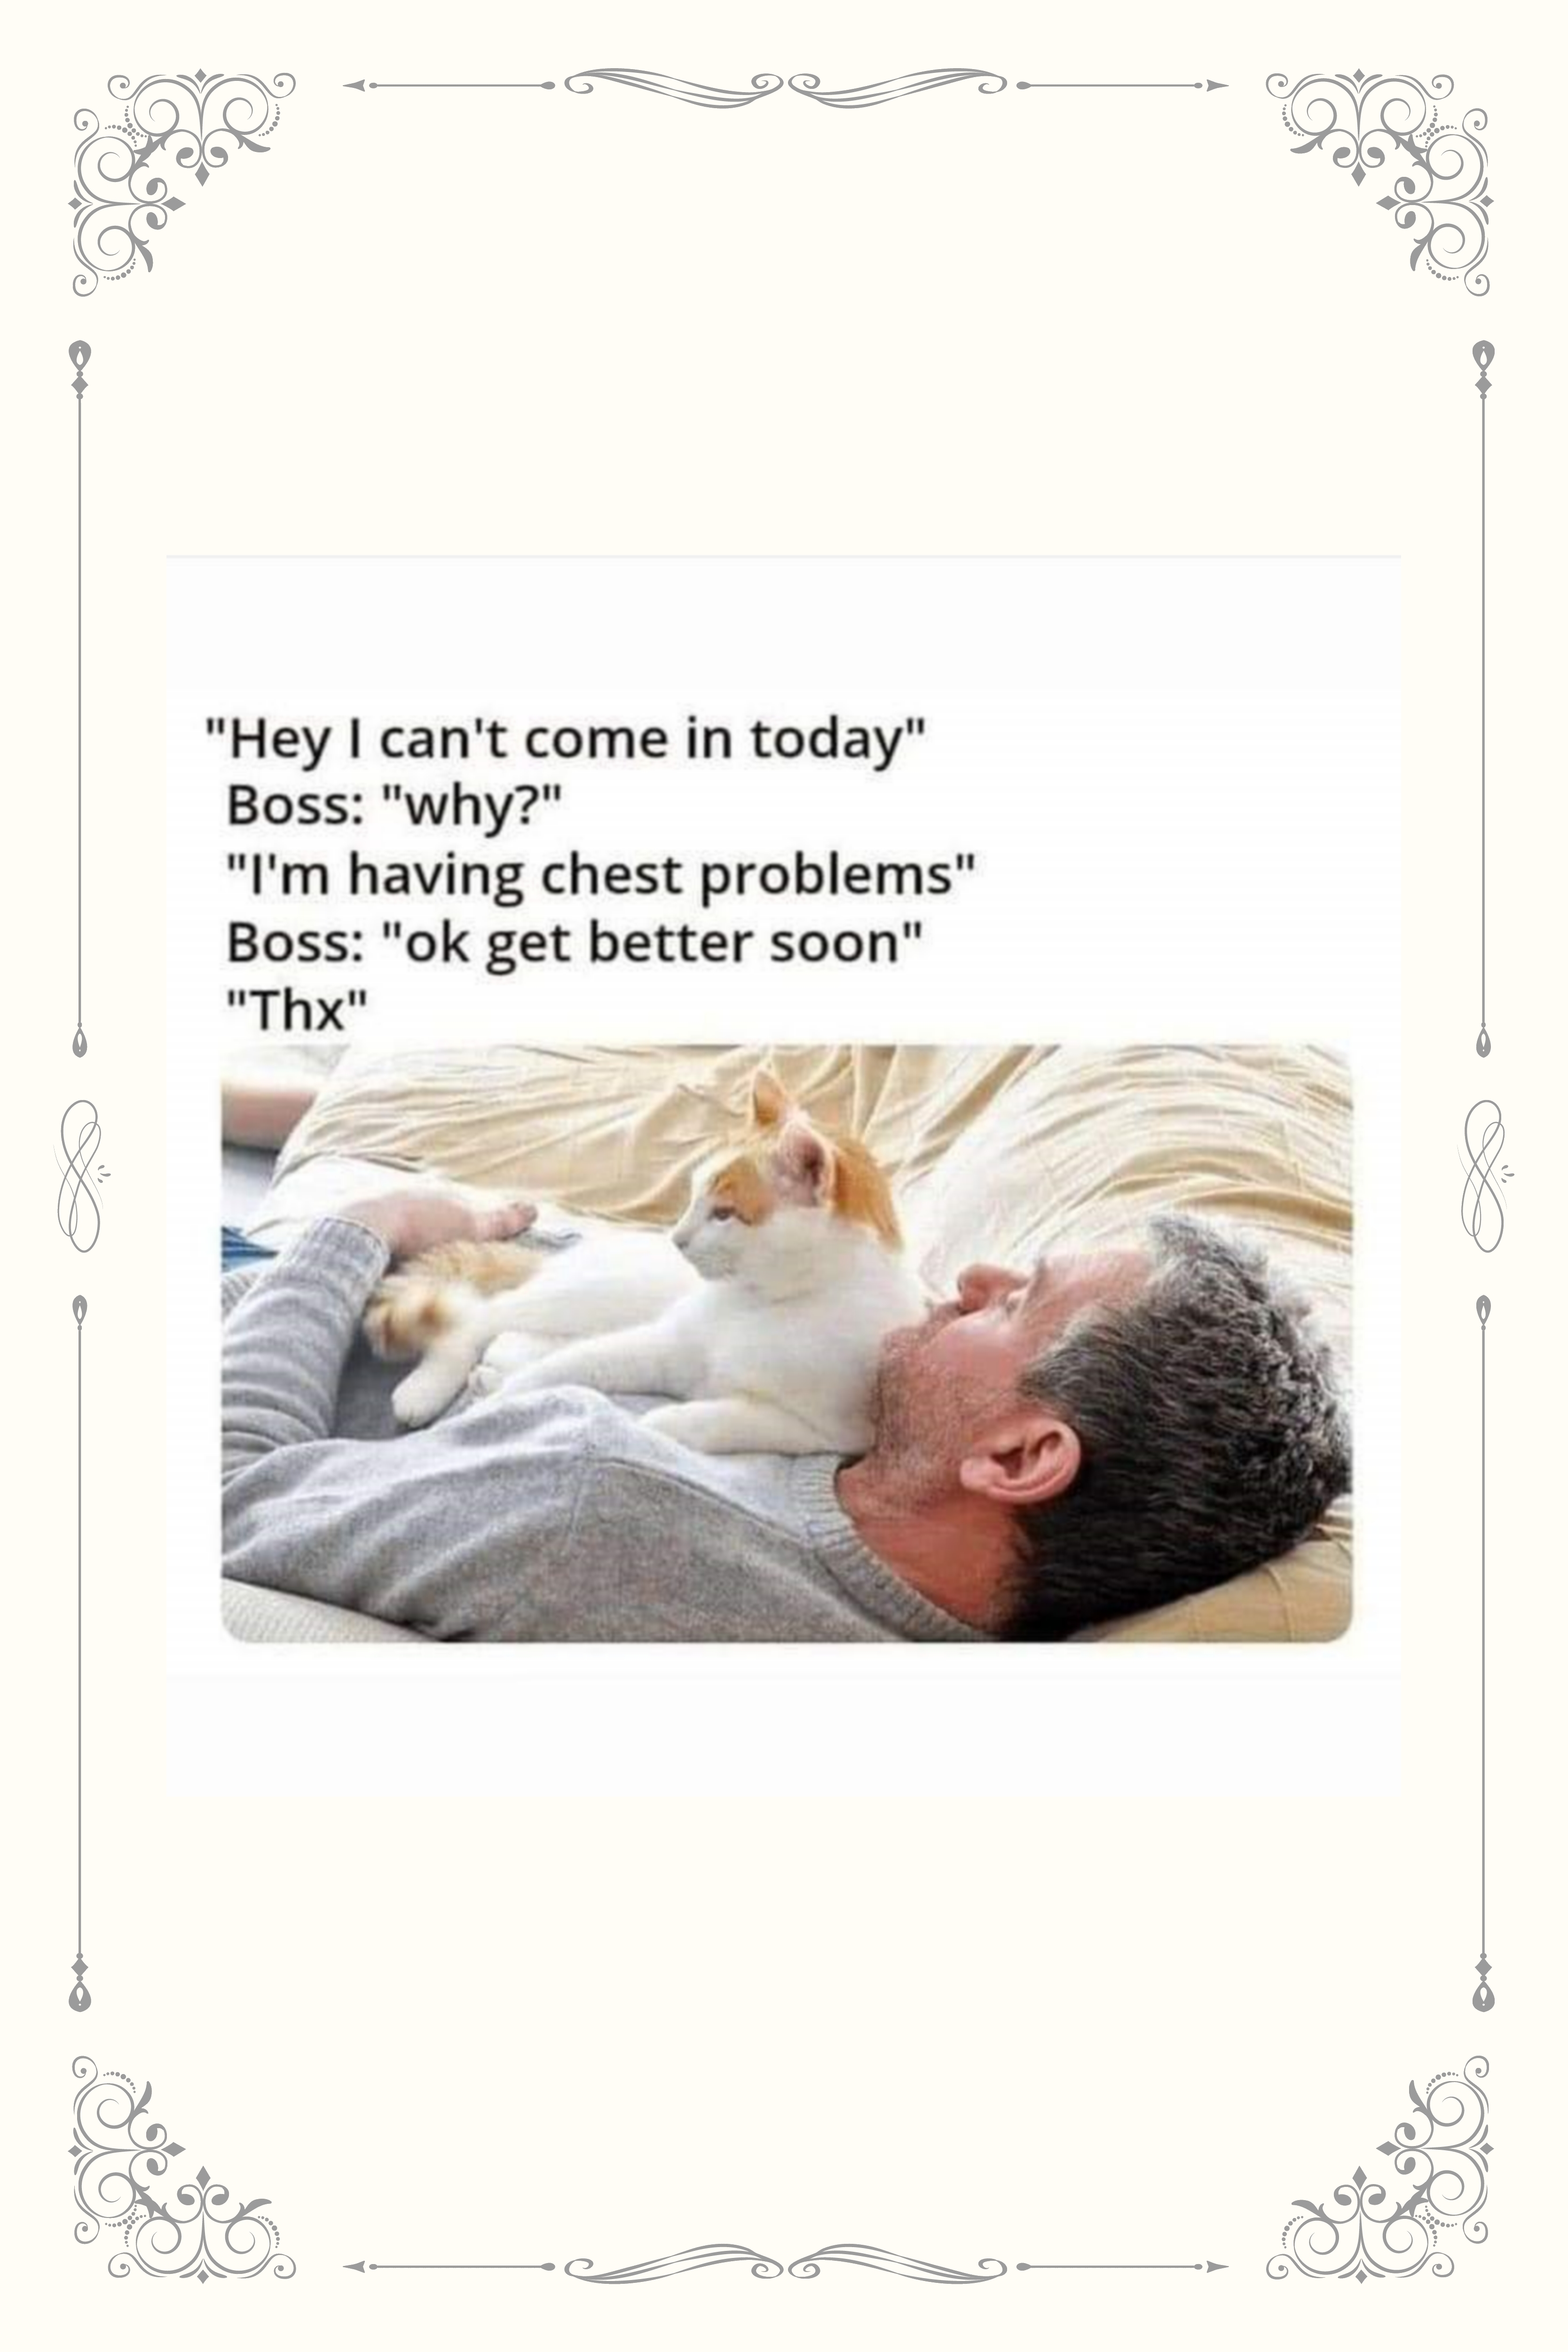 "Hey I can't come in today"
Boss: "why?"
"I'm having chest problems"
Boss: "ok get better soon"
"Thx"